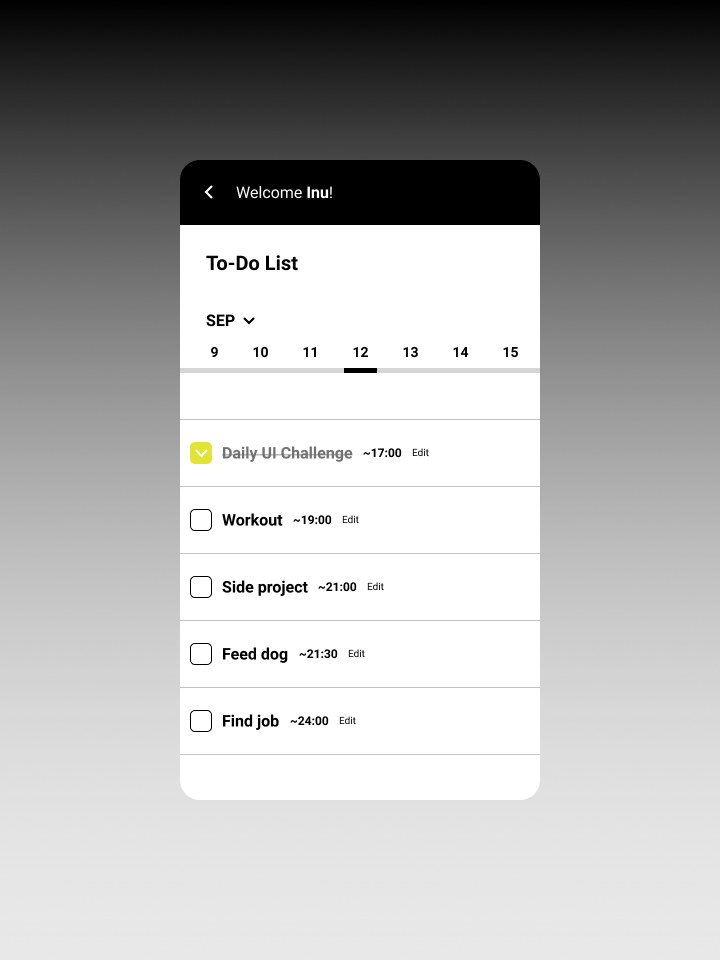 Welcome Inu!
To-Do List
SEP
9 10 11 12 13 14 15
Daily UI Challenge ~17:00 Edit
Workout ~19:00 Edit
Side project ~21:00 Edit
Feed dog ~21:30 Edit
Find job ~24:00 Edit